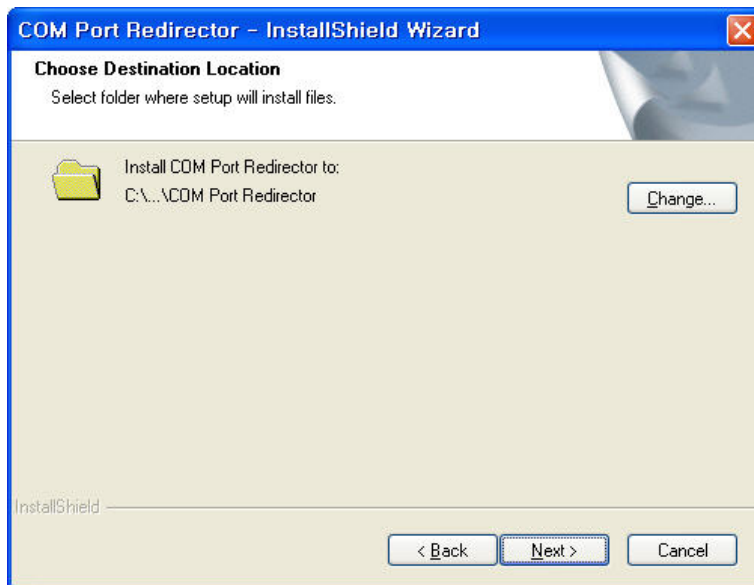 COM Port Redirector - InstallShield Wizard
Choose Destination Location
Select folder where setup will install files.
Install COM Port Redirector to:
C:\...\COM Port Redirector
Change...
InstallShield
< Back
Next >
Cancel